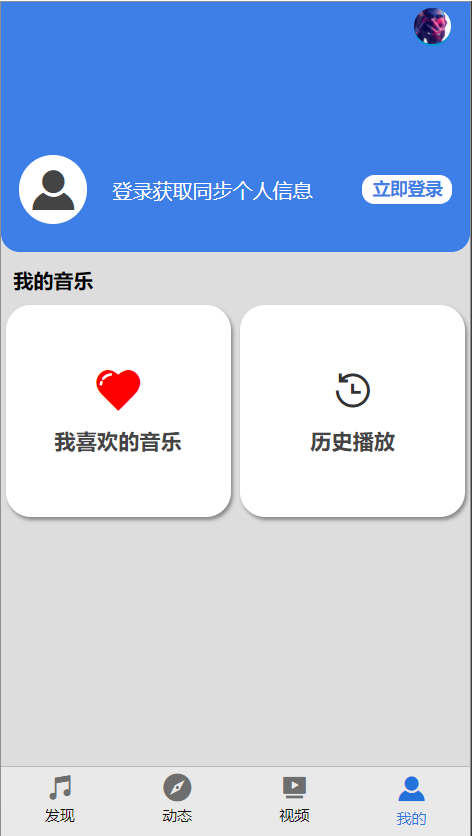 登录获取同步个人信息
立即登录
我的音乐
我喜欢的音乐
历史播放
发现
动态
视频
我的